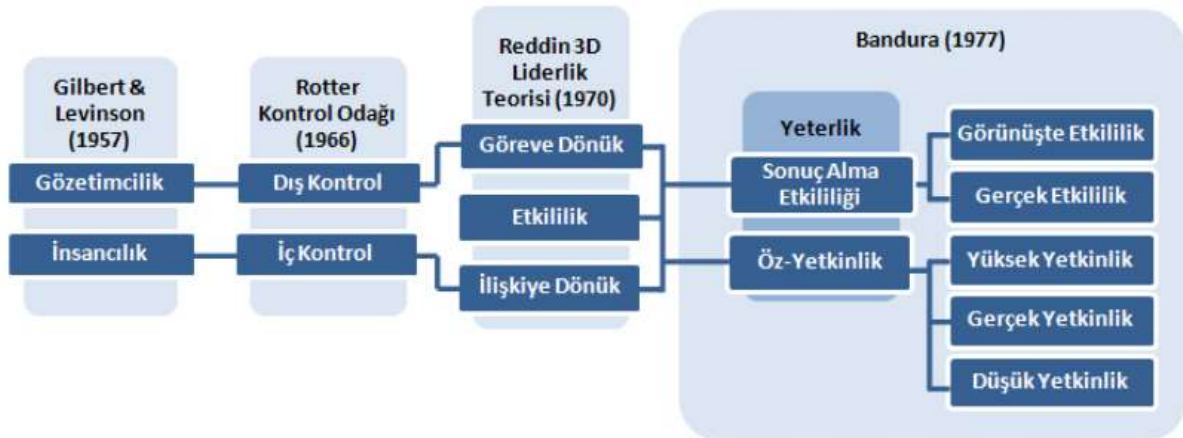 Gilbert &
Levinson
(1957)
Gözetimcilik
İnsancılık
Rotter
Kontrol Odağı
(1966)
Dış Kontrol
İç Kontrol
Reddin 3D
Liderlik
Teorisi (1970)
Göreve Dönük
Etkililik
İlişkiye Dönük
Bandura (1977)
Yeterlik
Sonuç Alma
Etkililiği
Öz-Yetkinlik
Görünüşte Etkililik
Gerçek Etkililik
Yüksek Yetkinlik
Gerçek Yetkinlik
Düşük Yetkinlik